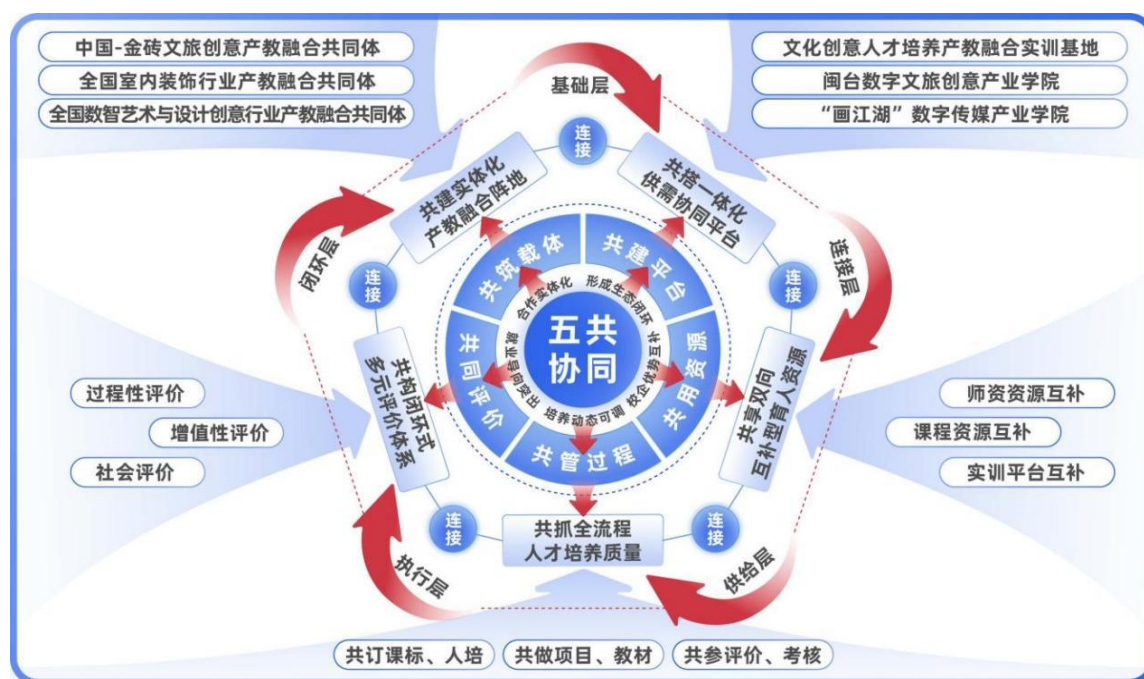 中国-金砖文旅创意产教融合共同体
全国室内装饰行业产教融合共同体
全国数智艺术与设计创意行业产教融合共同体
文化创意人才培养产教融合实训基地
闽台数字文旅创意产业学院
“画江湖”数字传媒产业学院
基础层
连接
共建实体化
产教融合阵地
共搭一体化
供需协同平台
闭环层
连接层
连接
连接
共筑载体
共建平台
合作实体化
形成生态闭环
五共
协同
共同评价
共用资源
能力导向突出
校企优势互补
培养动态可调
共管过程
共构闭环式
多元评价体系
共享双向
互补型育人资源
过程性评价
增值性评价
社会评价
师资资源互补
课程资源互补
实训平台互补
连接
连接
共抓全流程
人才培养质量
执行层
供给层
共订课标、人培
共做项目、教材
共参评价、考核